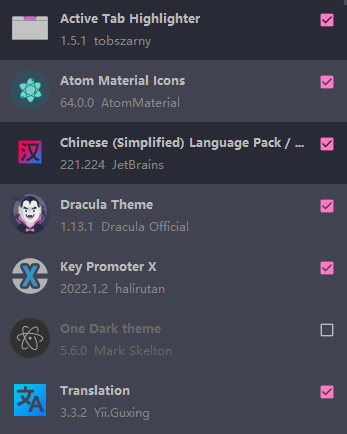 Active Tab Highlighter
1.5.1 tobszarny
Atom Material Icons
64.0.0 AtomMaterial
汉
Chinese (Simplified) Language Pack / ...
221.224 JetBrains
Dracula Theme
1.13.1 Dracula Official
X
Key Promoter X
2022.1.2 halirutan
One Dark theme
5.6.0 Mark Skelton
文A
Translation
3.3.2 Yii.Guxing